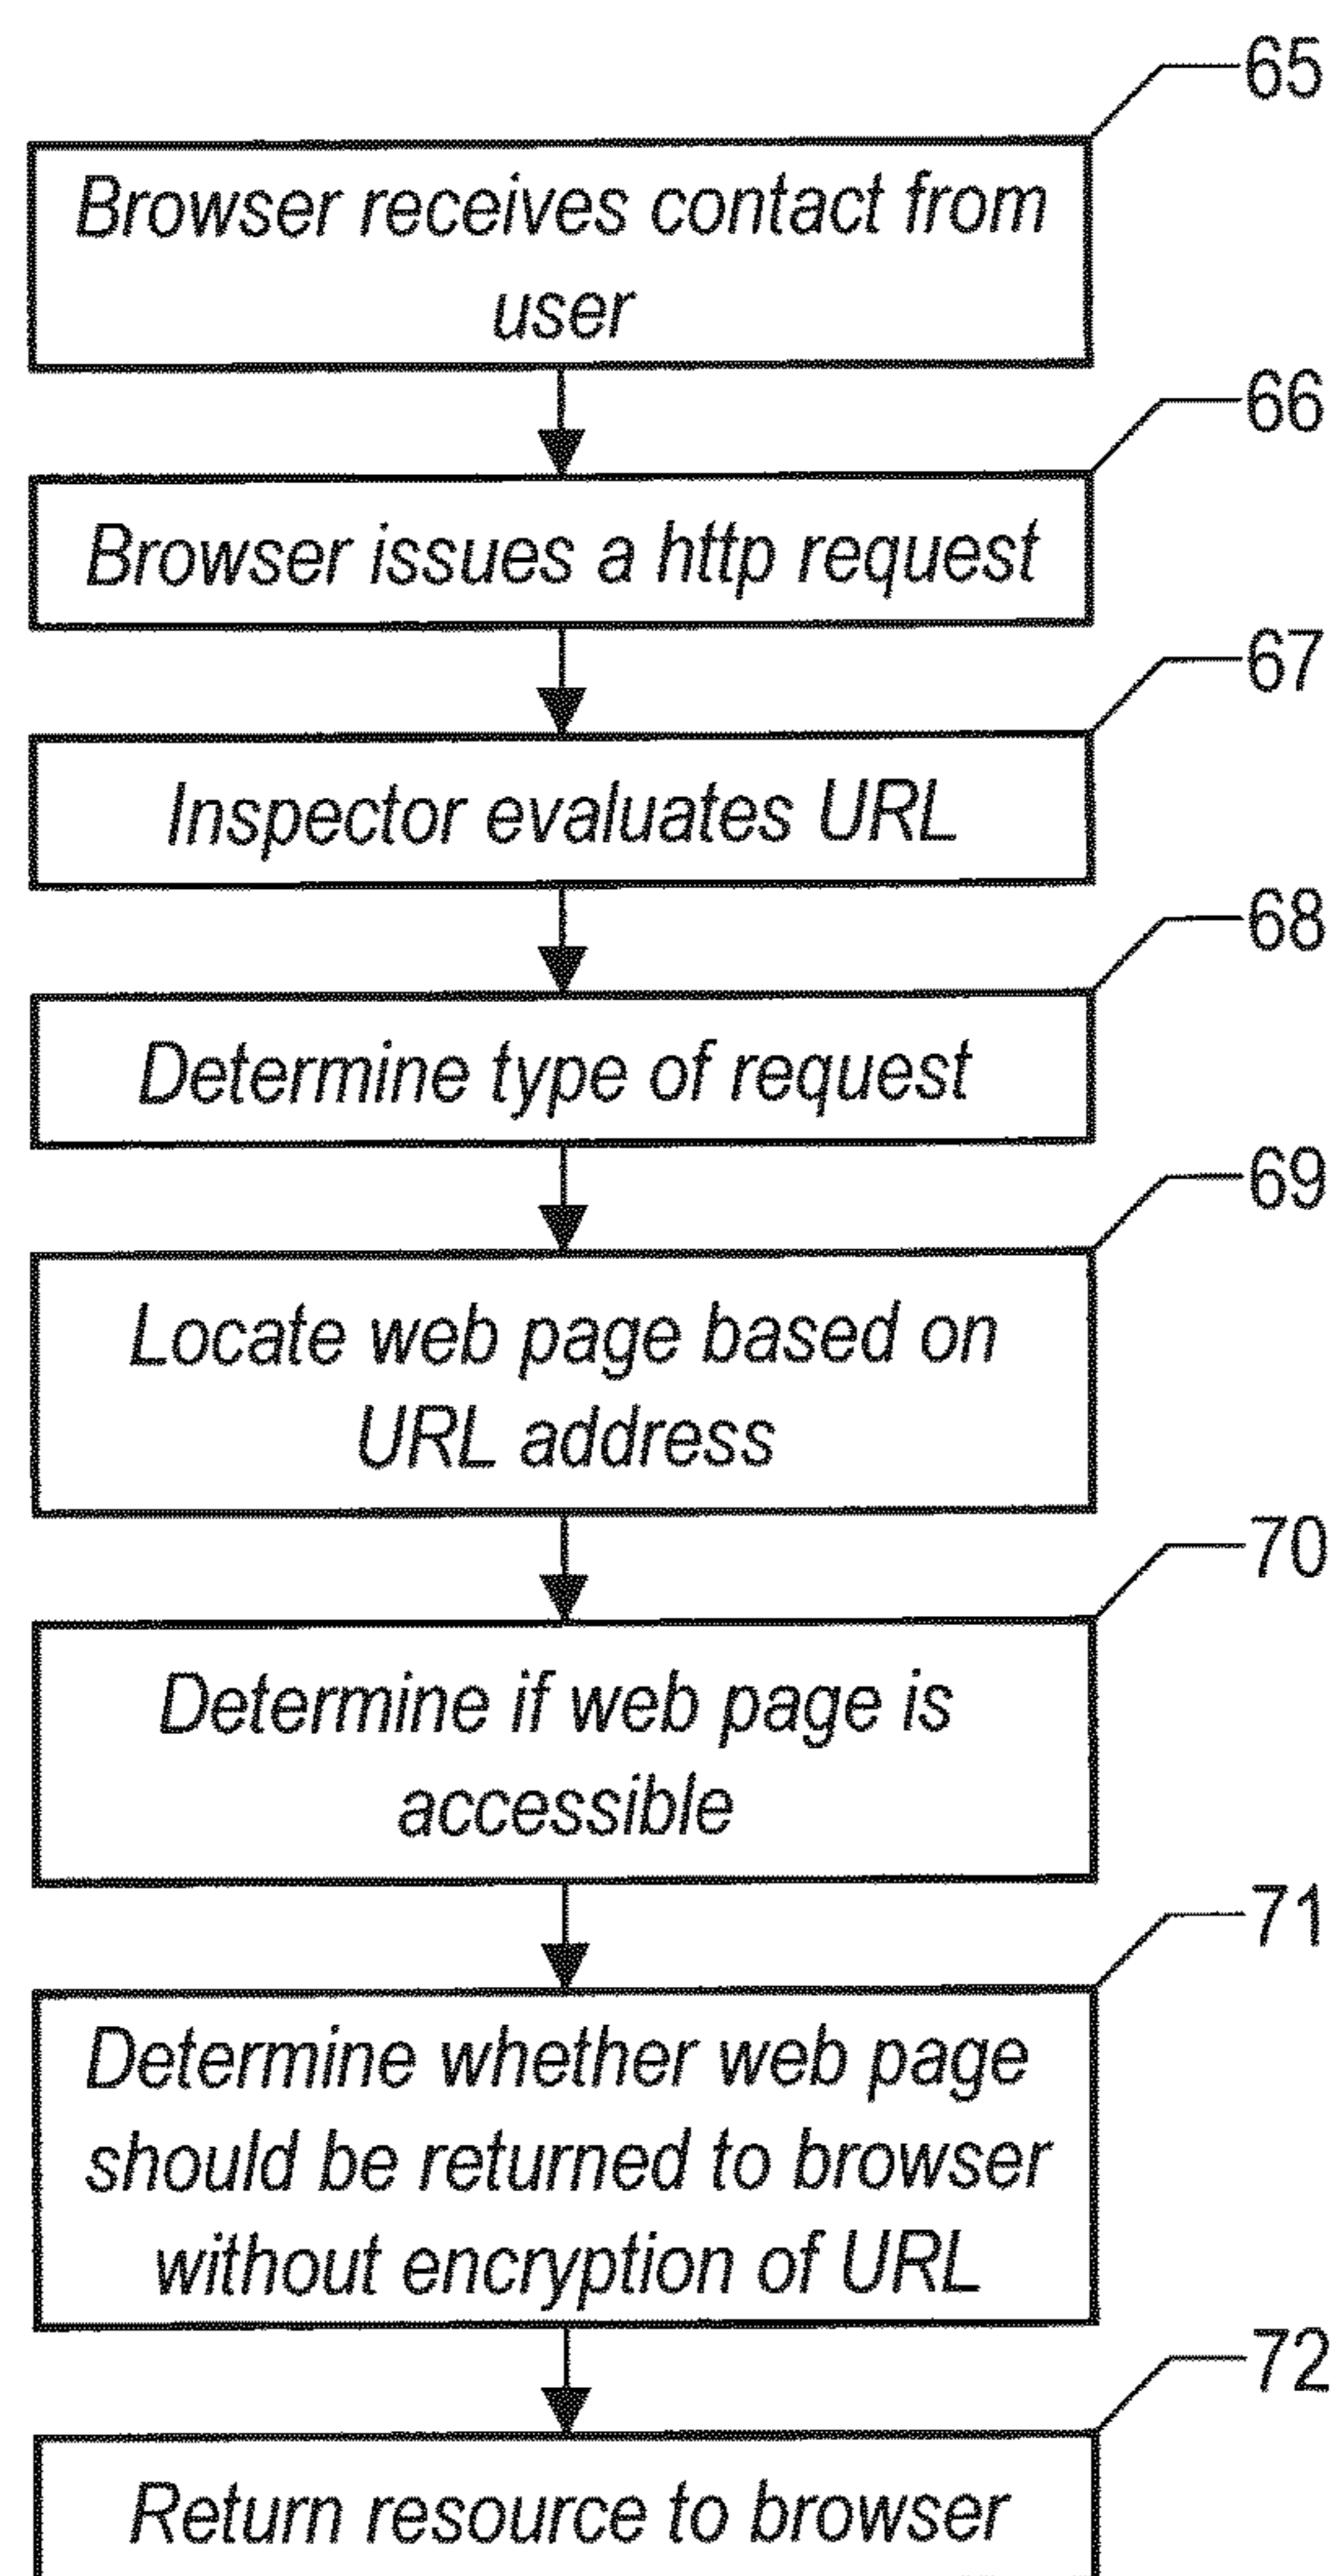 65
Browser receives contact from
user
66
Browser issues a http request
67
Inspector evaluates URL
68
Determine type of request
69
Locate web page based on
URL address
70
Determine if web page is
accessible
71
Determine whether web page
should be returned to browser
without encryption of URL
72
Return resource to browser